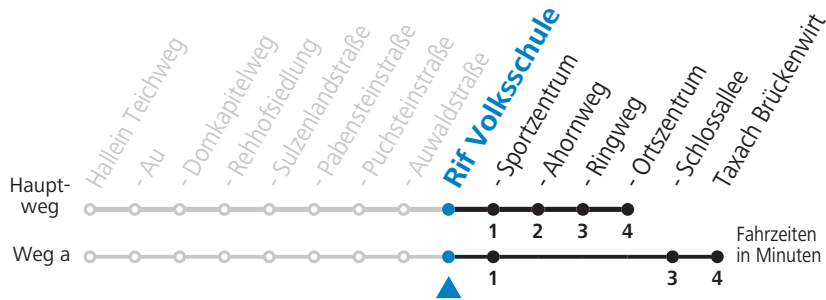 Hallein Teichweg
- Au
- Domkapitelweg
- Rehhofsiedlung
- Sulzenlandstraße
- Pabensteinstraße
- Puchsteinstraße
- Auwaldstraße
Rif Volksschule
- Sportzentrum
- Ahornweg
- Ringweg
- Ortszentrum
- Schlossallee
Taxach Brückenwirt
Haupt-
weg
1 2 3 4
Weg a
1 3 4
Fahrzeiten
in Minuten